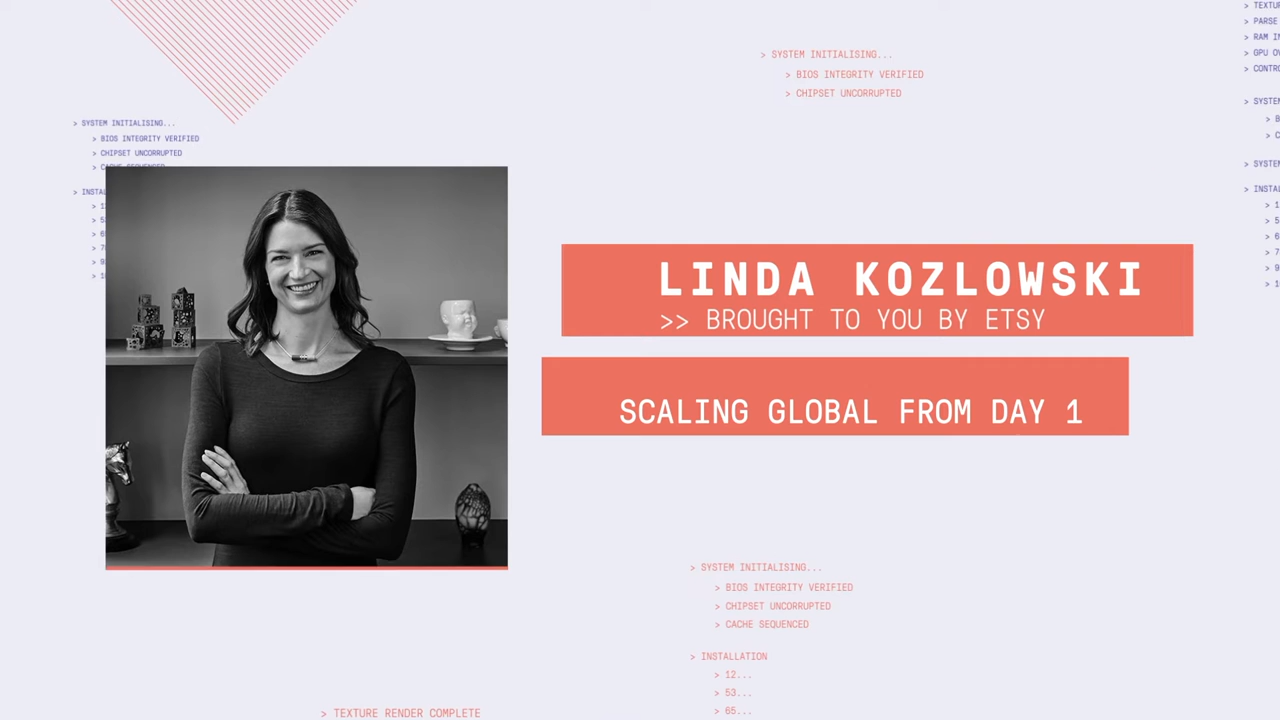 > SYSTEM INITIALISING...
> BIOS INTEGRITY VERIFIED
> CHIPSET UNCORRUPTED
> SYSTEM INITIALISING...
> BIOS INTEGRITY VERIFIED
> CHIPSET UNCORRUPTED
LINDA KOZLOWSKI
>> BROUGHT TO YOU BY ETSY
SCALING GLOBAL FROM DAY 1
> SYSTEM INITIALISING...
> BIOS INTEGRITY VERIFIED
> CHIPSET UNCORRUPTED
> CACHE SEQUENCED
> INSTALLATION
> 12...
> 53...
> 65...
> TEXTURE RENDER COMPLETE